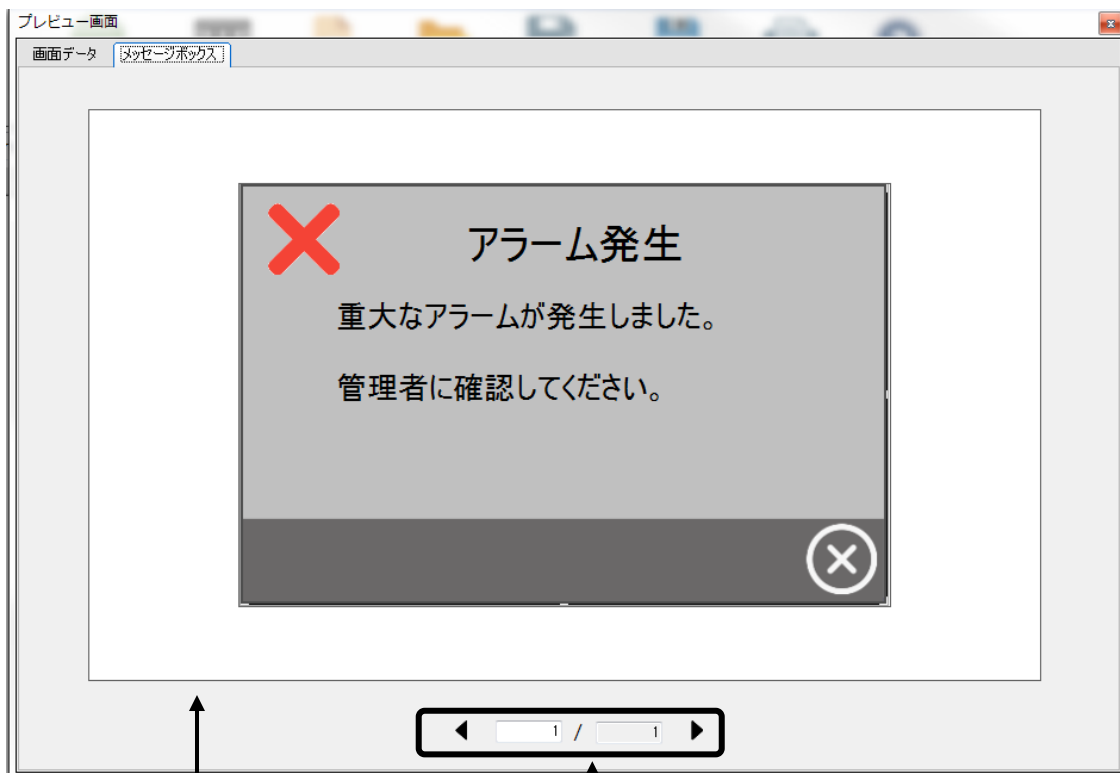 プレビュー画面
画面データ メッセージボックス
アラーム発生
重大なアラームが発生しました。
管理者に確認してください。
1 / 1